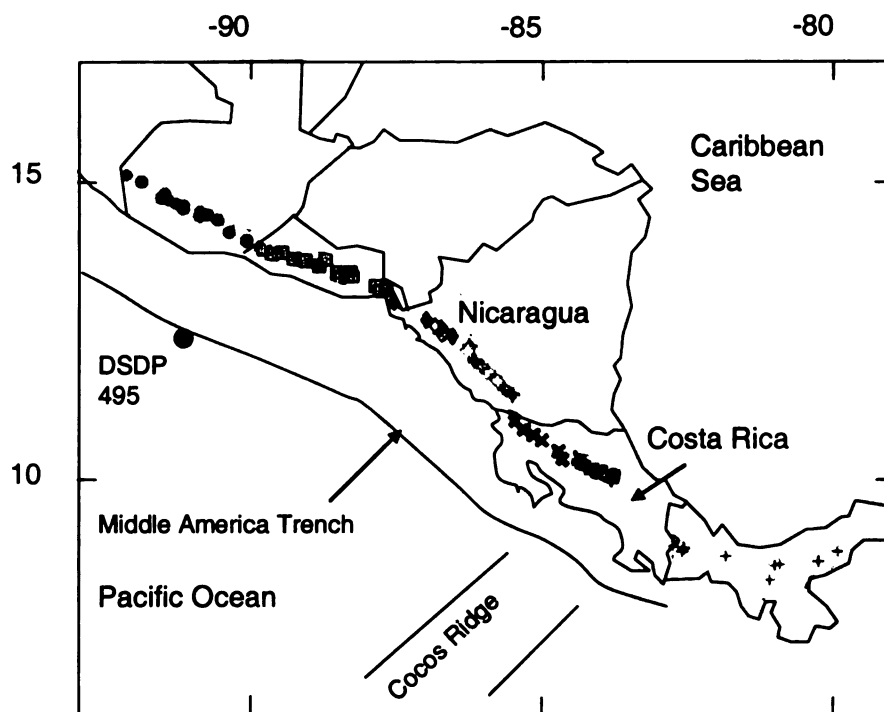 -90
-85
-80
Caribbean
Sea
15
Nicaragua
DSDP
495
Costa Rica
10
Middle America Trench
Pacific Ocean
Cocos Ridge